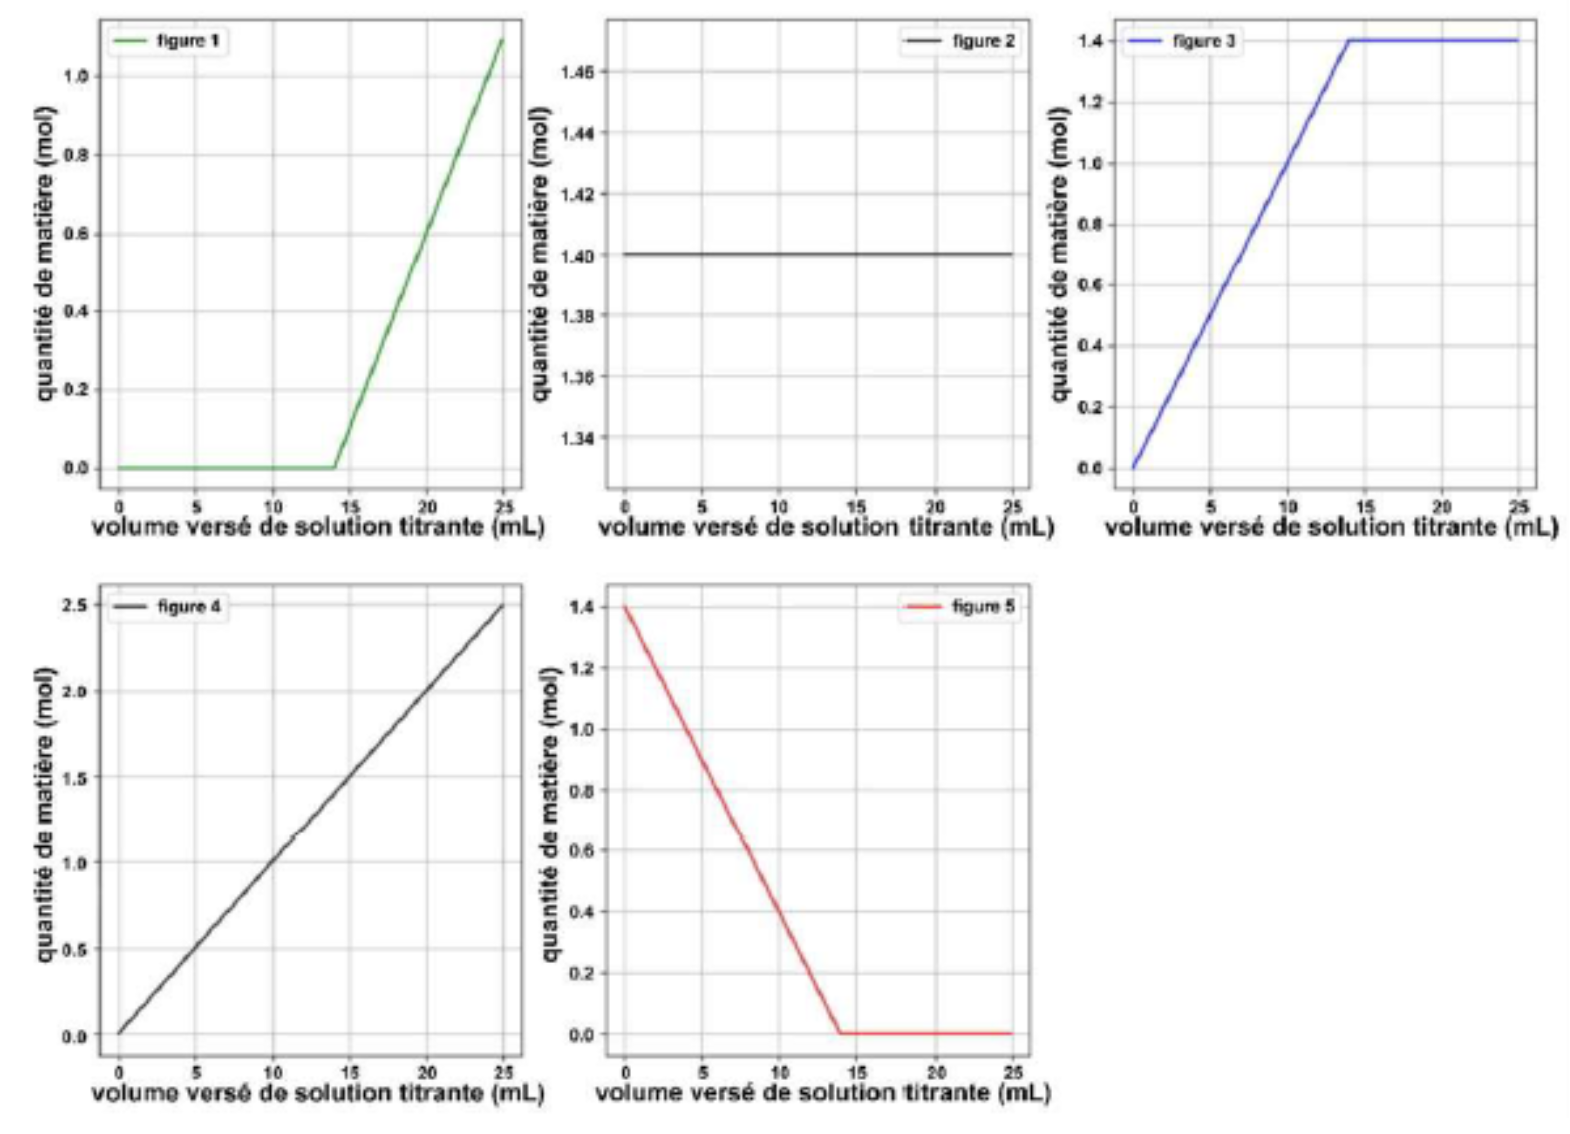 figure 1
quantité de matière (mol)
1.0
0.8
0.6
0.4
0.2
0.0
0 5 10 15 20 25
volume versé de solution titrante (mL)
figure 2
quantité de matière (mol)
1.46
1.44
1.42
1.40
1.38
1.36
1.34
0 5 10 15 20 25
volume versé de solution titrante (mL)
figure 3
quantité de matière (mol)
1.4
1.2
1.0
0.8
0.6
0.4
0.2
0.0
0 5 10 15 20 25
volume versé de solution titrante (mL)
figure 4
quantité de matière (mol)
2.5
2.0
1.5
1.0
0.5
0.0
0 5 10 15 20 25
volume versé de solution titrante (mL)
figure 5
quantité de matière (mol)
1.4
1.2
1.0
0.8
0.6
0.4
0.2
0.0
0 5 10 15 20 25
volume versé de solution titrante (mL)